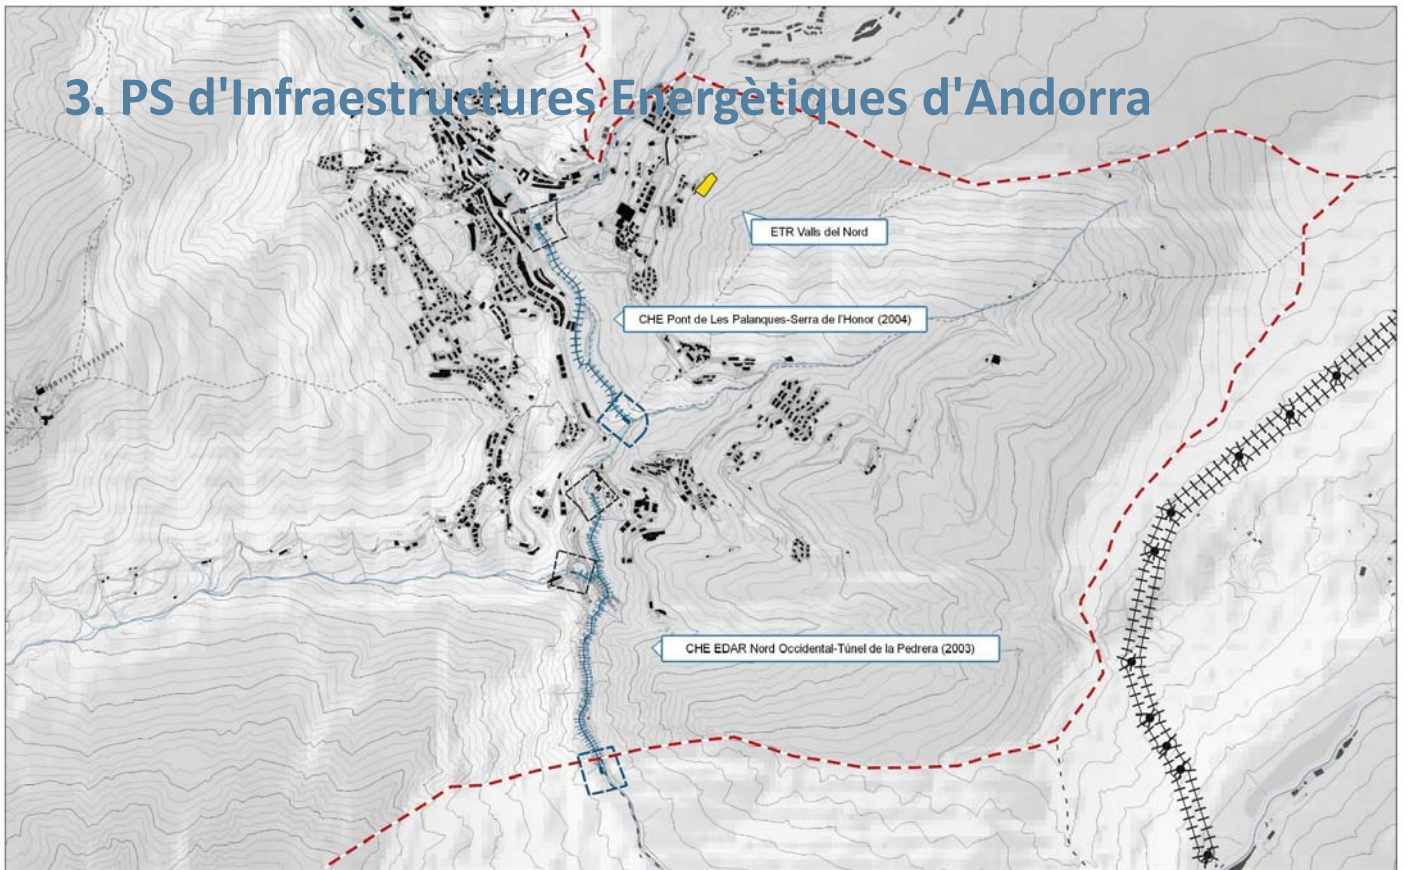 3. PS d'Infraestructures Energètiques d'Andorra
ETR Valls del Nord
CHE Pont de Les Palanques-Serra de l'Honor (2004)
CHE EDAR Nord Occidental-Túnel de la Pedrera (2003)